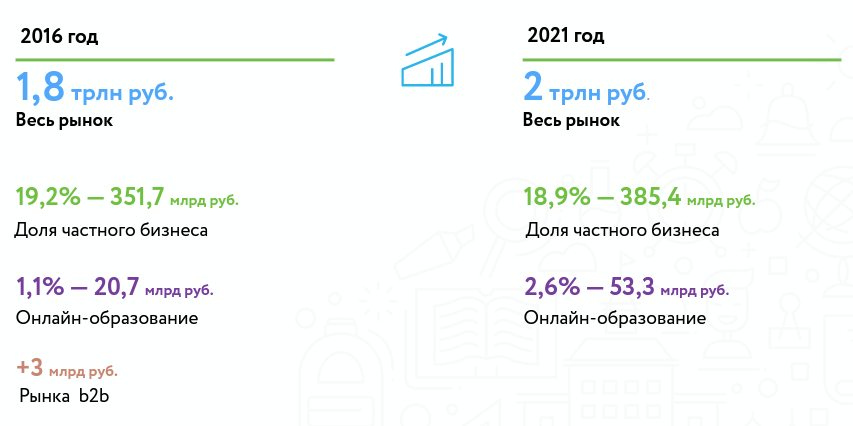 2016 год
1,8 трлн руб.
Весь рынок
19,2% — 351,7 млрд руб.
Доля частного бизнеса
1,1% — 20,7 млрд руб.
Онлайн-образование
+3 млрд руб.
Рынка b2b
2021 год
2 трлн руб.
Весь рынок
18,9% — 385,4 млрд руб.
Доля частного бизнеса
2,6% — 53,3 млрд руб.
Онлайн-образование